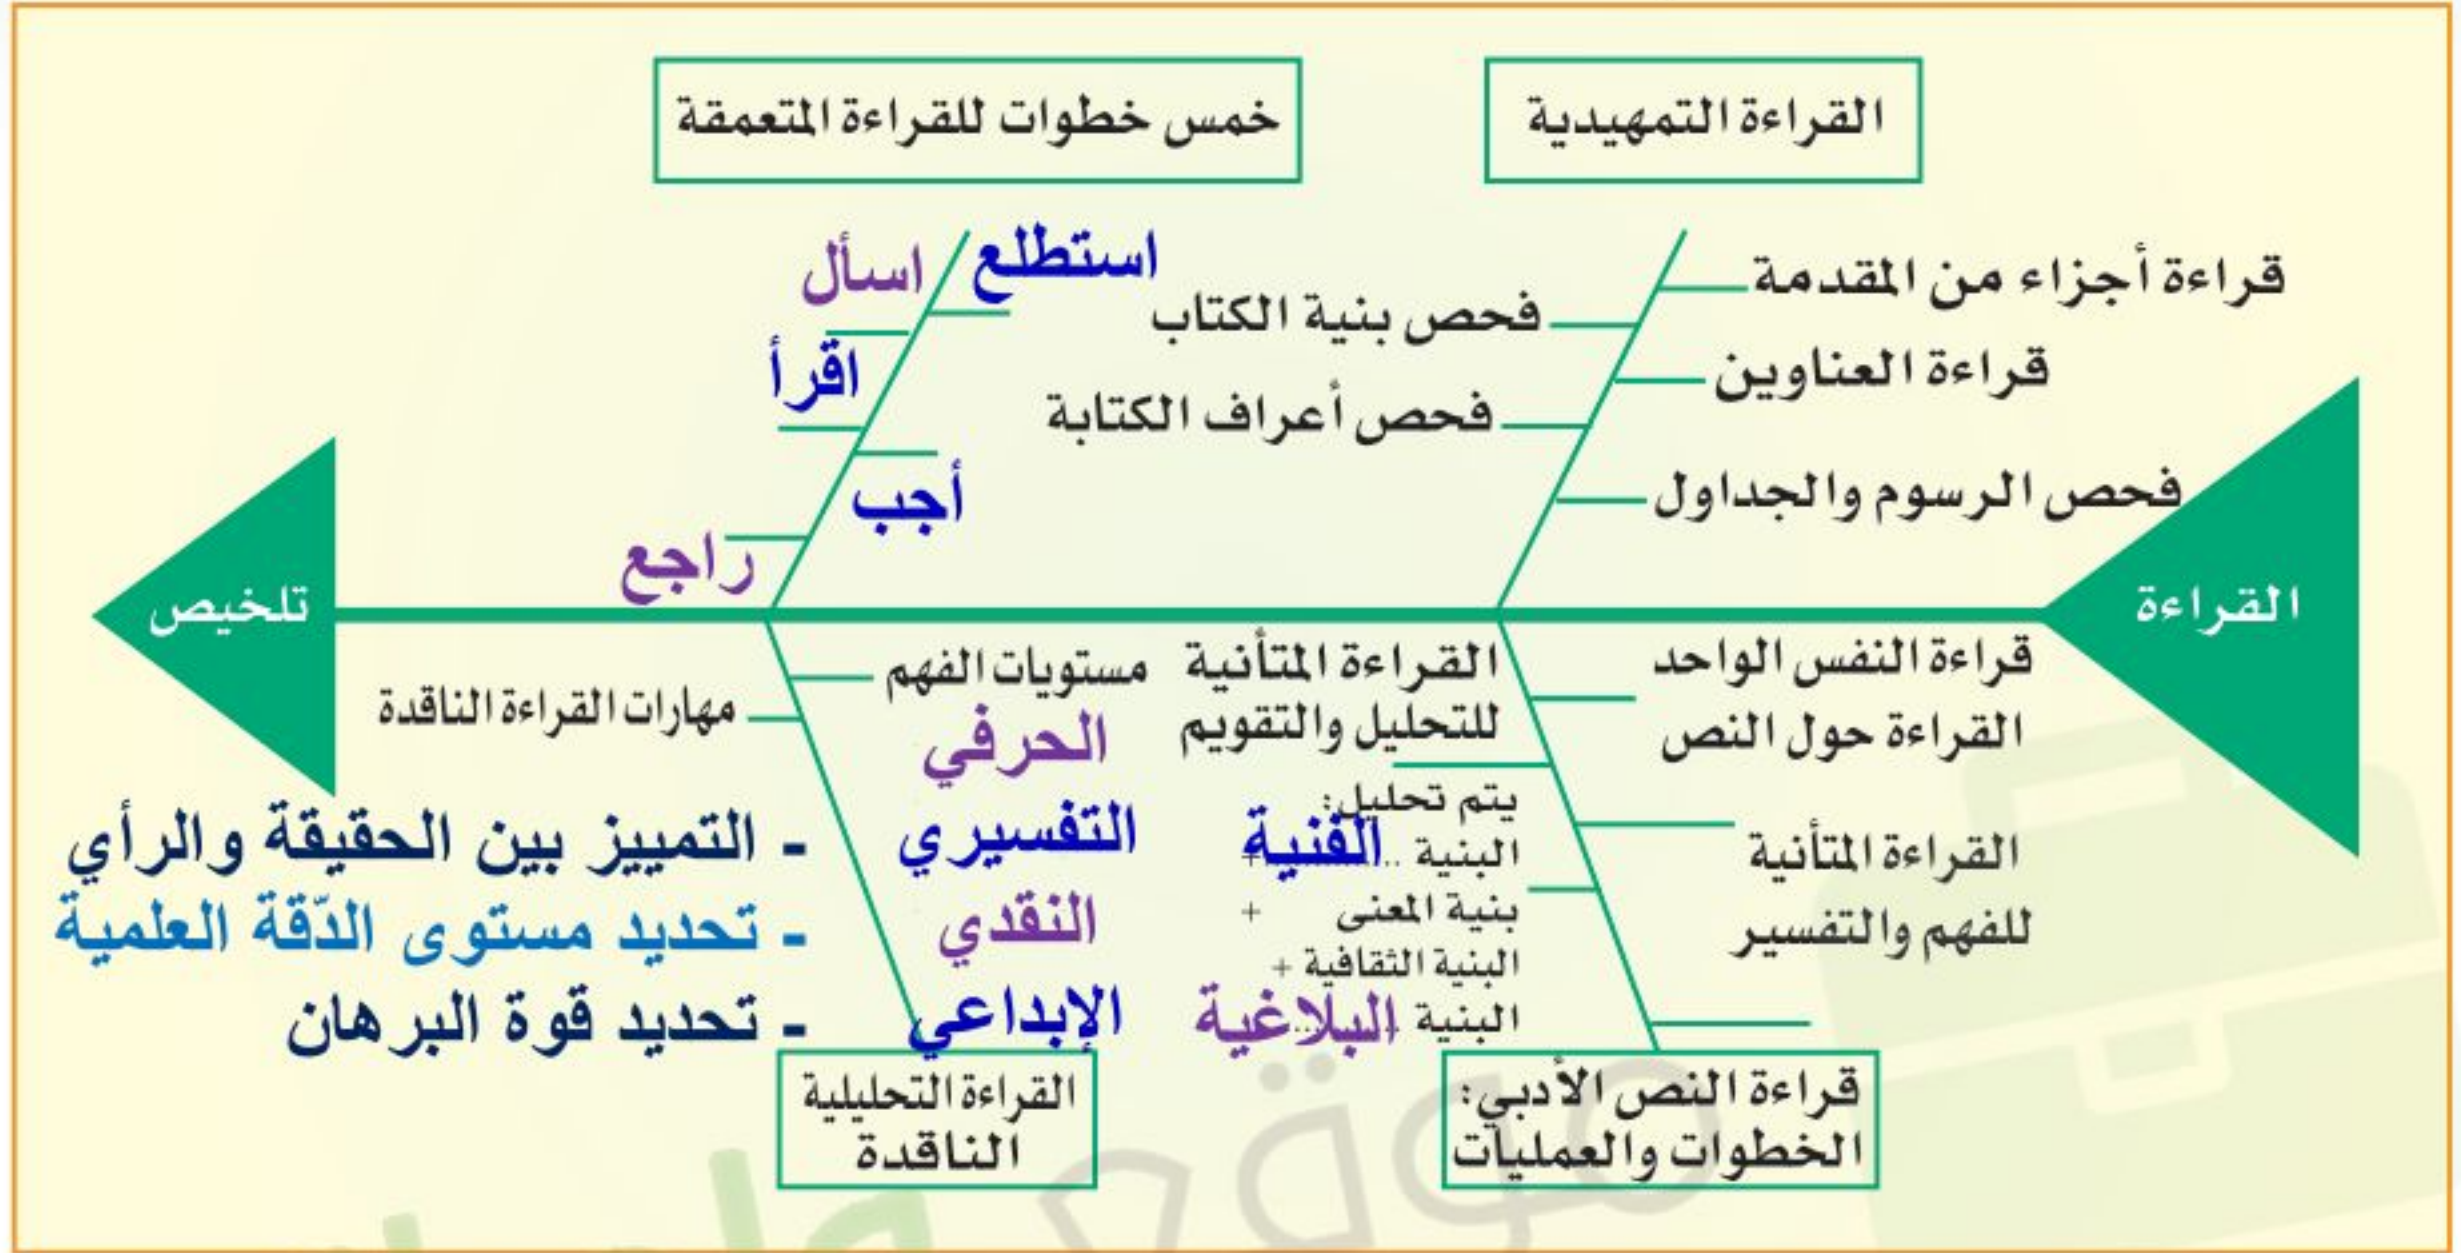 القراءة التمهيدية
قراءة أجزاء من المقدمة
فحص بنية الكتاب
قراءة العناوين
فحص أعراف الكتابة
فحص الرسوم والجداول
خمس خطوات للقراءة المتعمقة
استطلع
اسأل
اقرأ
أجب
راجع
القراءة
تلخيص
قراءة النفس الواحد
القراءة حول النص
القراءة المتأنية
للفهم والتفسير
القراءة المتأنية
للتحليل والتقويم
يتم تحليل:
البنية .. الفنية +
بنية المعنى +
البنية الثقافية +
البنية البلاغية..
قراءة النص الأدبي:
الخطوات والعمليات
مستويات الفهم
الحرفي
التفسيري
النقدي
الإبداعي
مهارات القراءة الناقدة
- التمييز بين الحقيقة والرأي
- تحديد مستوى الدّقة العلمية
- تحديد قوة البرهان
القراءة التحليلية
الناقدة
موقع